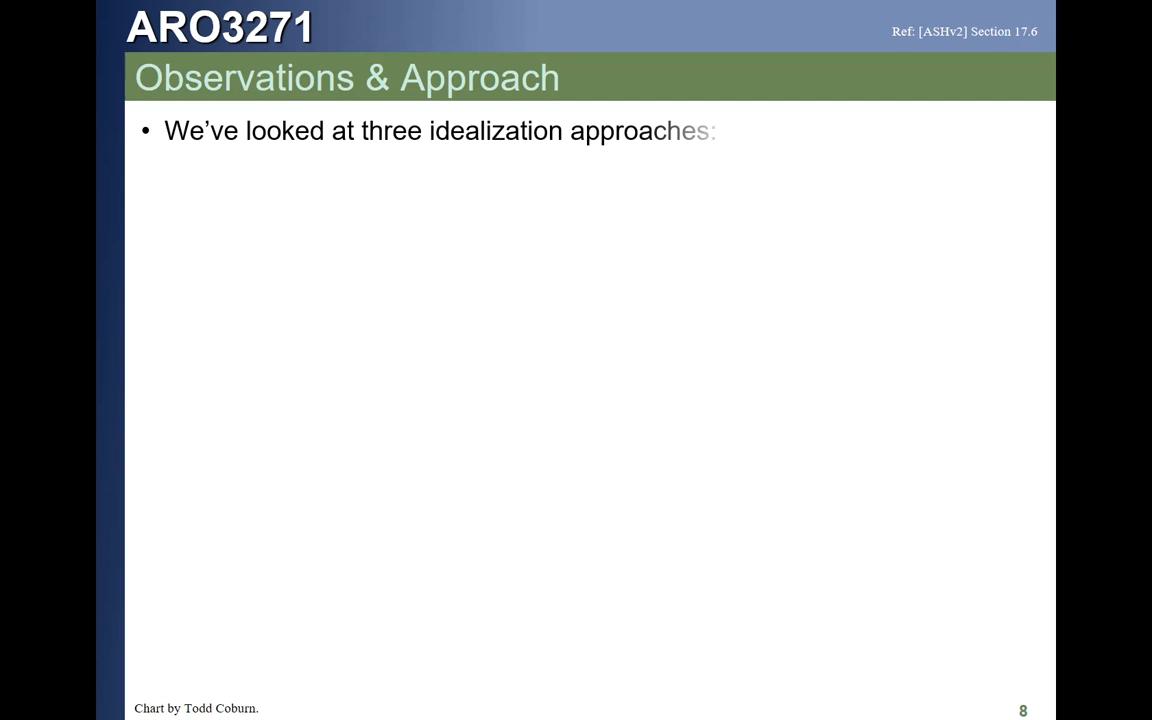 ARO3271
Ref: [ASHv2] Section 17.6
Observations & Approach
• We’ve looked at three idealization approaches:
Chart by Todd Coburn.
8